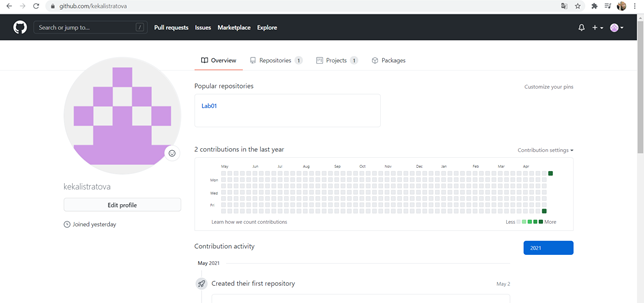 github.com/kekalistratova
Search or jump to...
/
Pull requests Issues Marketplace Explore
Overview Repositories 1 Projects 1 Packages
Popular repositories Customize your pins
Lab01
2 contributions in the last year Contribution settings
May Jun Jul Aug Sep Oct Nov Dec Jan Feb Mar Apr
Mon
Wed
Fri
Learn how we count contributions Less More
kekalistratova
Edit profile
Joined yesterday
Contribution activity 2021
May 2021
Created their first repository May 2